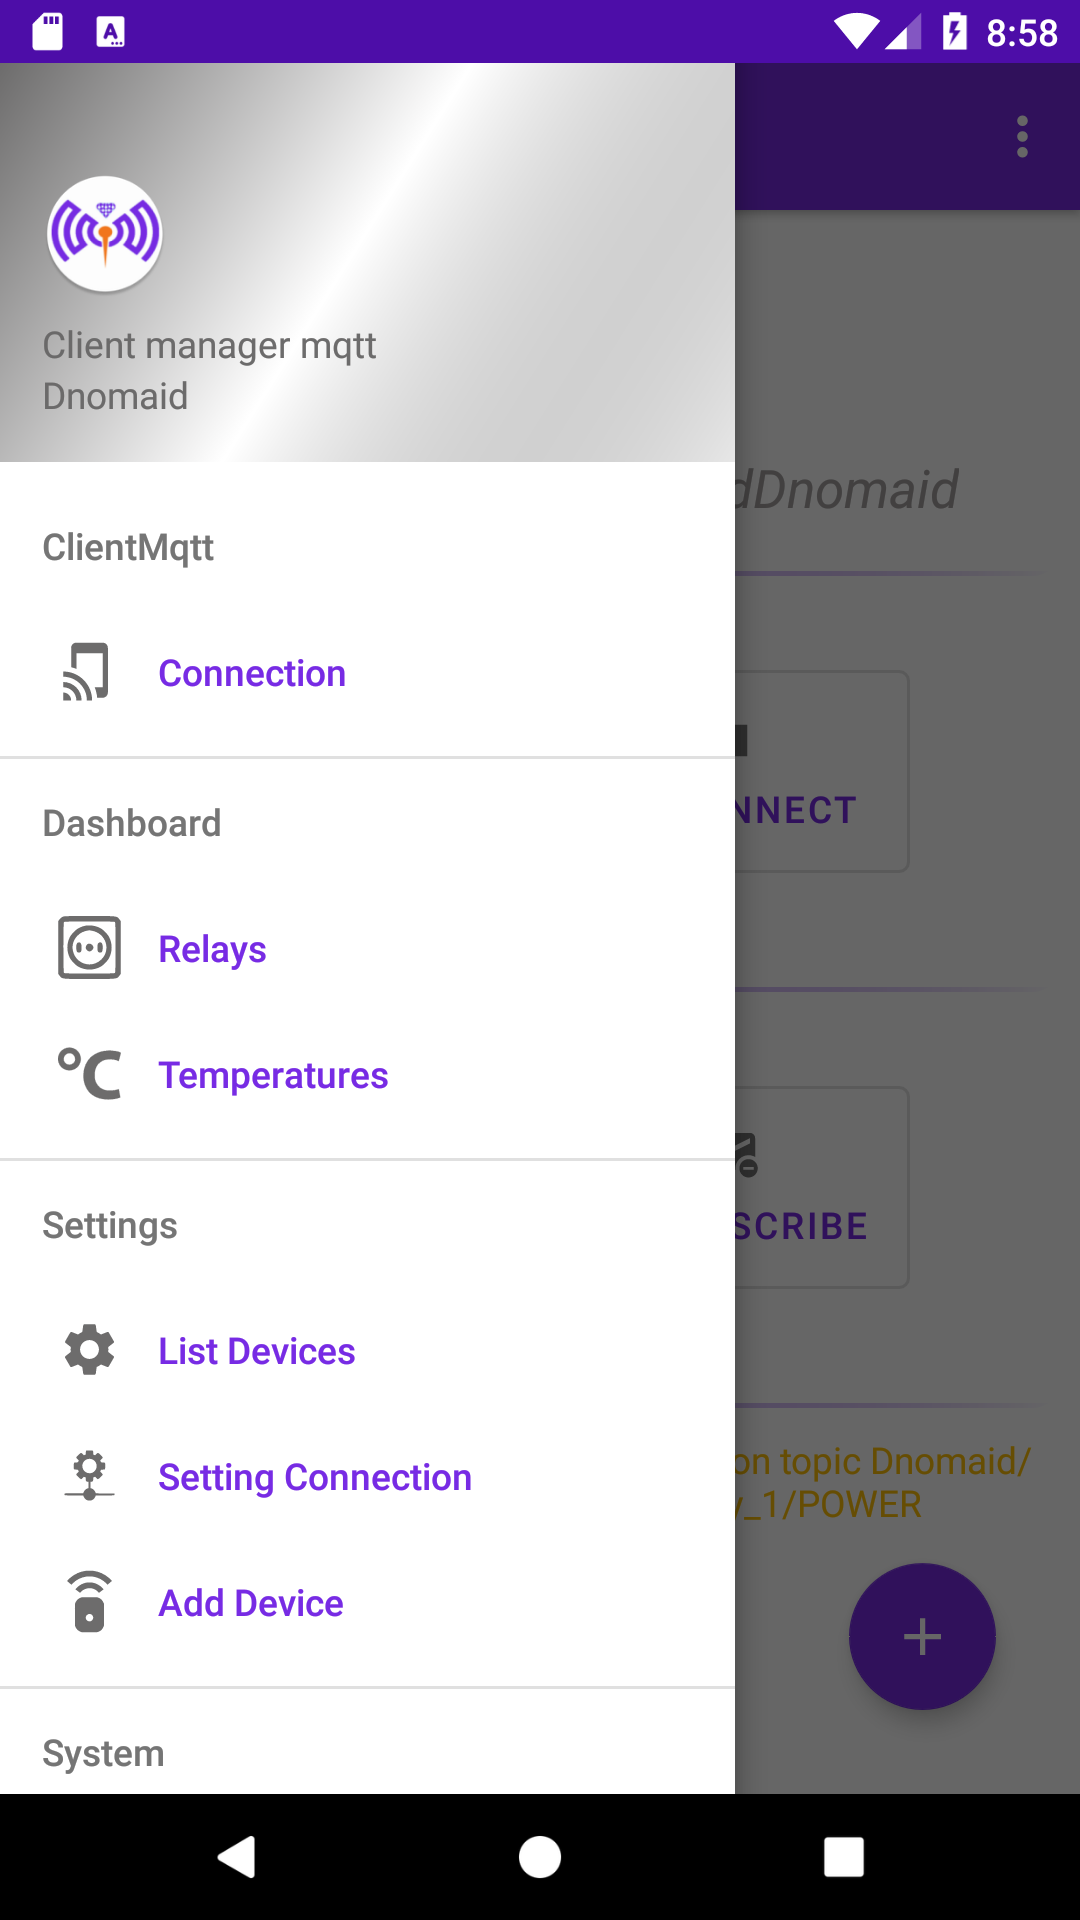 8:58
Client manager mqtt
Dnomaid
dDnomaid
ClientMqtt
Connection
NNECT
Dashboard
Relays
Temperatures
SCRIBE
Settings
List Devices
Setting Connection
on topic Dnomaid/
y_1/POWER
Add Device
System